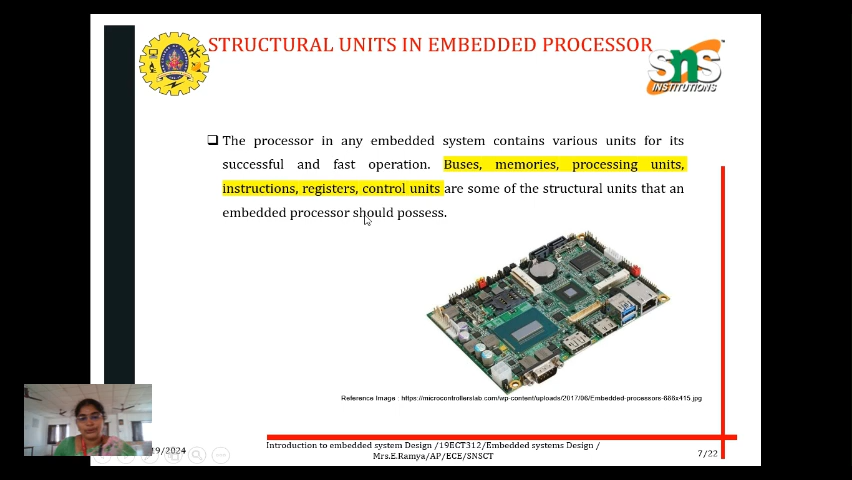 STRUCTURAL UNITS IN EMBEDDED PROCESSOR
SNS
INSTITUTIONS
The processor in any embedded system contains various units for its
successful and fast operation. Buses, memories, processing units,
instructions, registers, control units are some of the structural units that an
embedded processor should possess.
Reference Image : https://microcontrollerslab.com/wp-content/uploads/2017/06/Embedded-processors-686x415.jpg
19/2024
Introduction to embedded system Design /19ECT312/Embedded systems Design /
Mrs.E.Ramya/AP/ECE/SNSCT
7/22